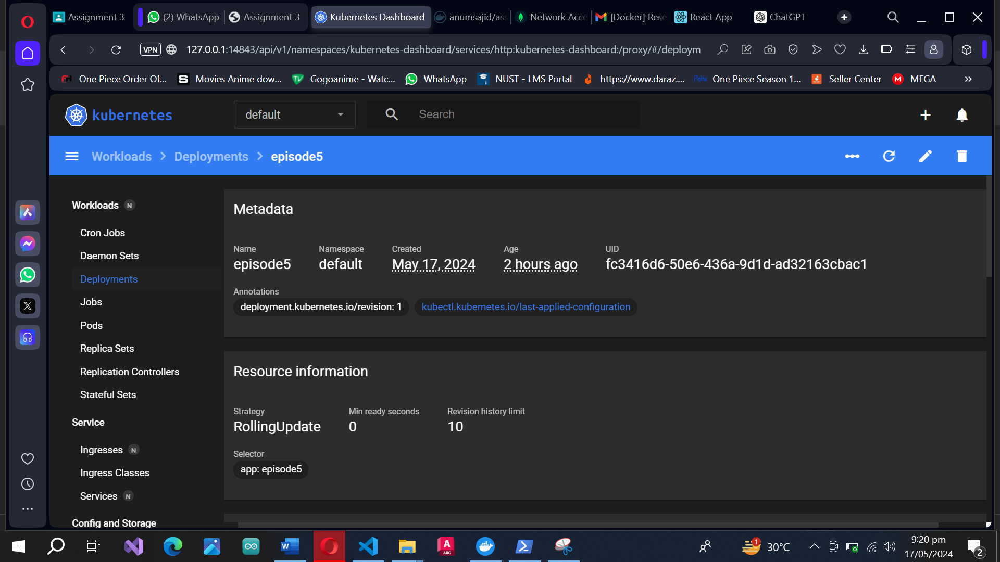 Assignment 3
(2) WhatsApp
Assignment 3
Kubernetes Dashboard
anumsajid/ass
Network Acce
[Docker] Rese
React App
ChatGPT
VPN
127.0.0.1:14843/api/v1/namespaces/kubernetes-dashboard/services/http:kubernetes-dashboard:/proxy/#/deploym
One Piece Order Of...
Movies Anime dow...
Gogoanime - Watc...
WhatsApp
NUST - LMS Portal
https://www.daraz....
One Piece Season 1...
Seller Center
MEGA
kubernetes
default
Search
Workloads
Deployments
episode5
Workloads N
Cron Jobs
Daemon Sets
Deployments
Jobs
Pods
Replica Sets
Replication Controllers
Stateful Sets
Service
Ingresses N
Ingress Classes
Services N
Config and Storage
Metadata
Name
episode5
Namespace
default
Created
May 17, 2024
Age
2 hours ago
UID
fc3416d6-50e6-436a-9d1d-ad32163cbac1
Annotations
deployment.kubernetes.io/revision: 1
kubectl.kubernetes.io/last-applied-configuration
Resource information
Strategy
RollingUpdate
Min ready seconds
0
Revision history limit
10
Selector
app: episode5
1
30°C
9:20 pm
17/05/2024
2